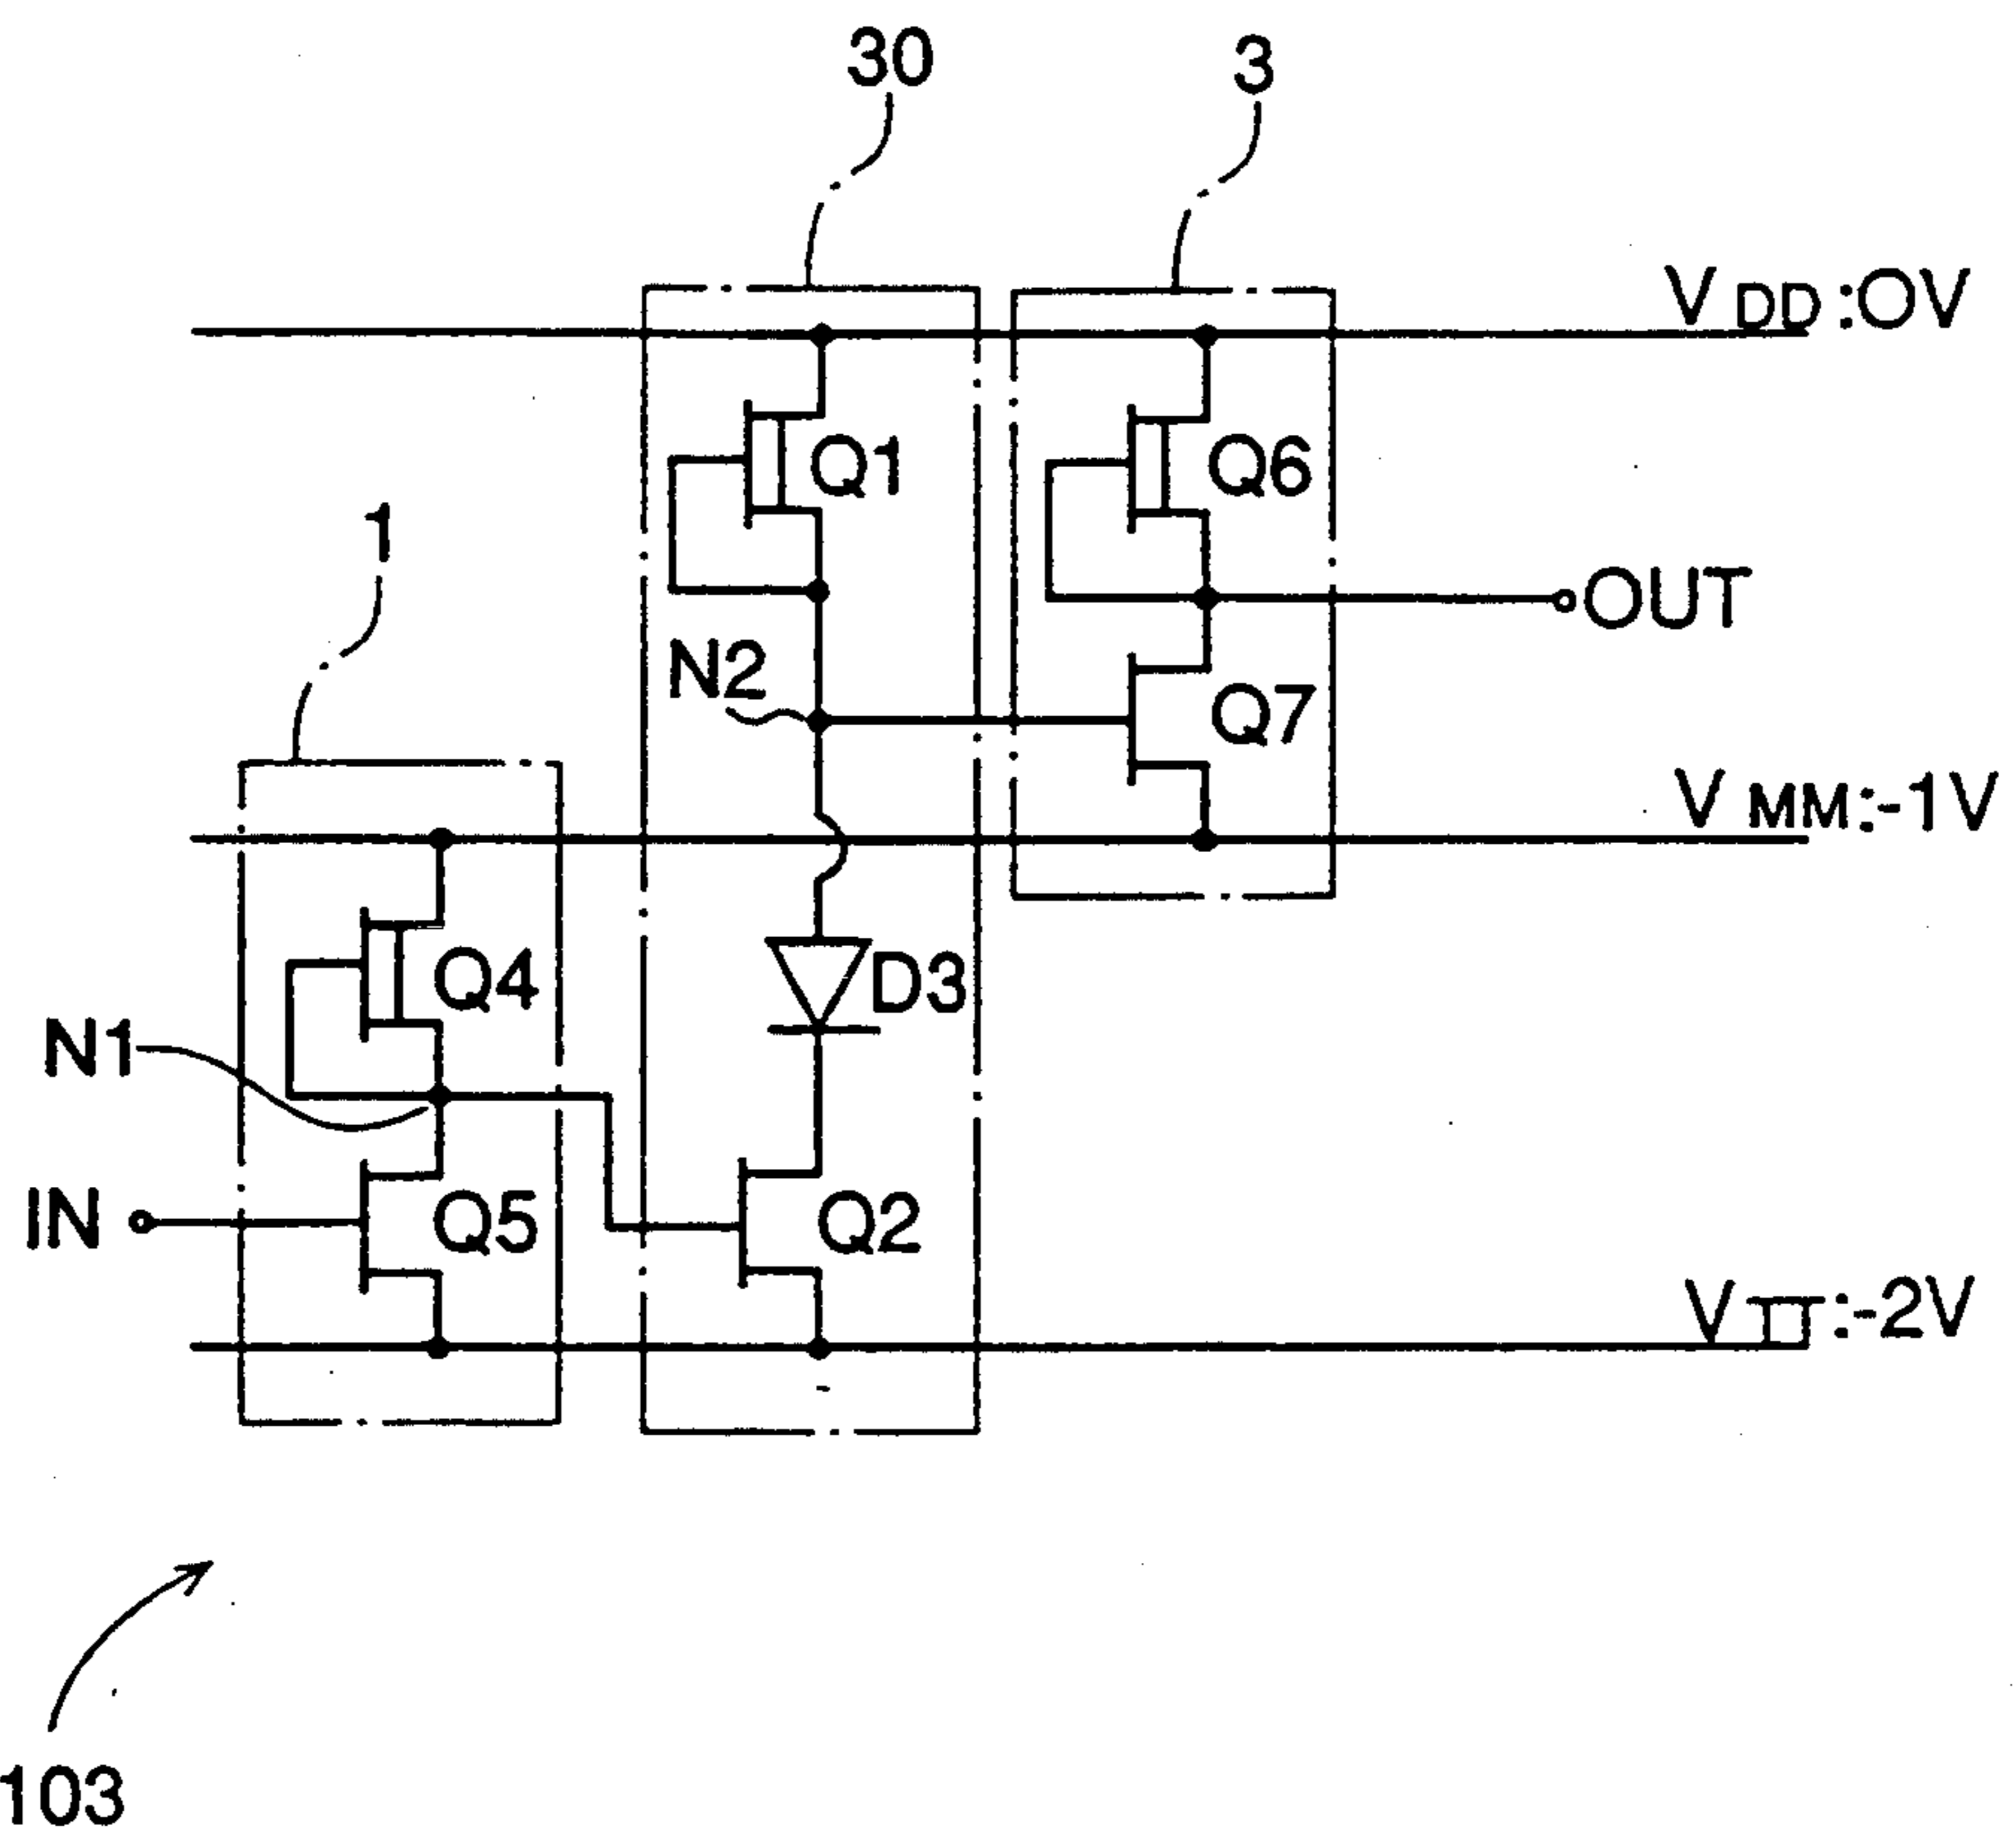 30
3
VDD:0V
Q1
Q6
1
OUT
N2
Q7
VMM:-1V
Q4
D3
N1
IN
Q5
Q2
VTT:-2V
103